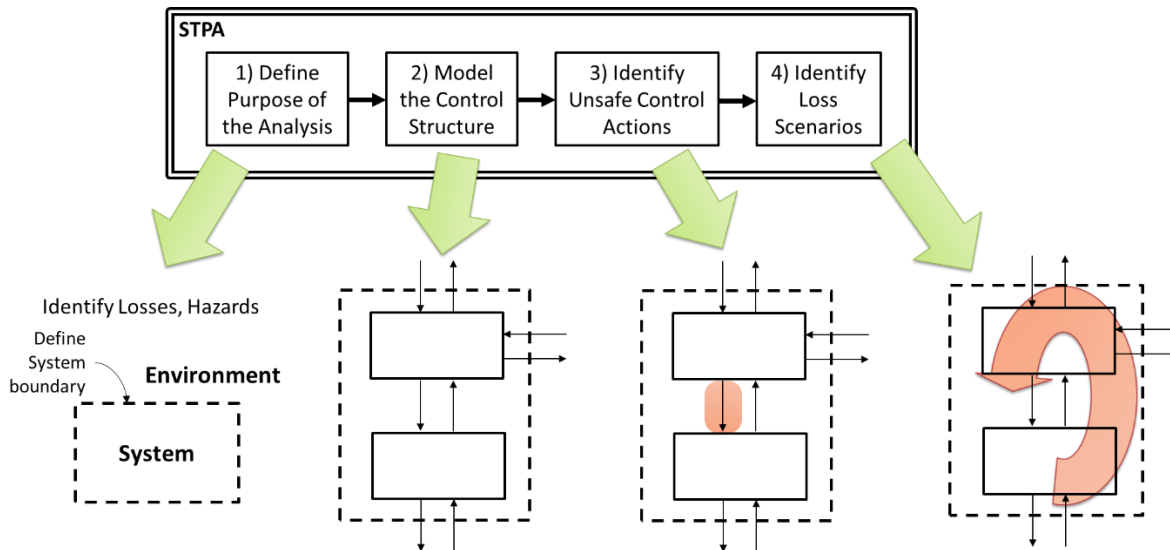 STPA
1) Define
Purpose of
the Analysis
2) Model
the Control
Structure
3) Identify
Unsafe Control
Actions
4) Identify
Loss
Scenarios
Identify Losses, Hazards
Define
System
boundary
Environment
System